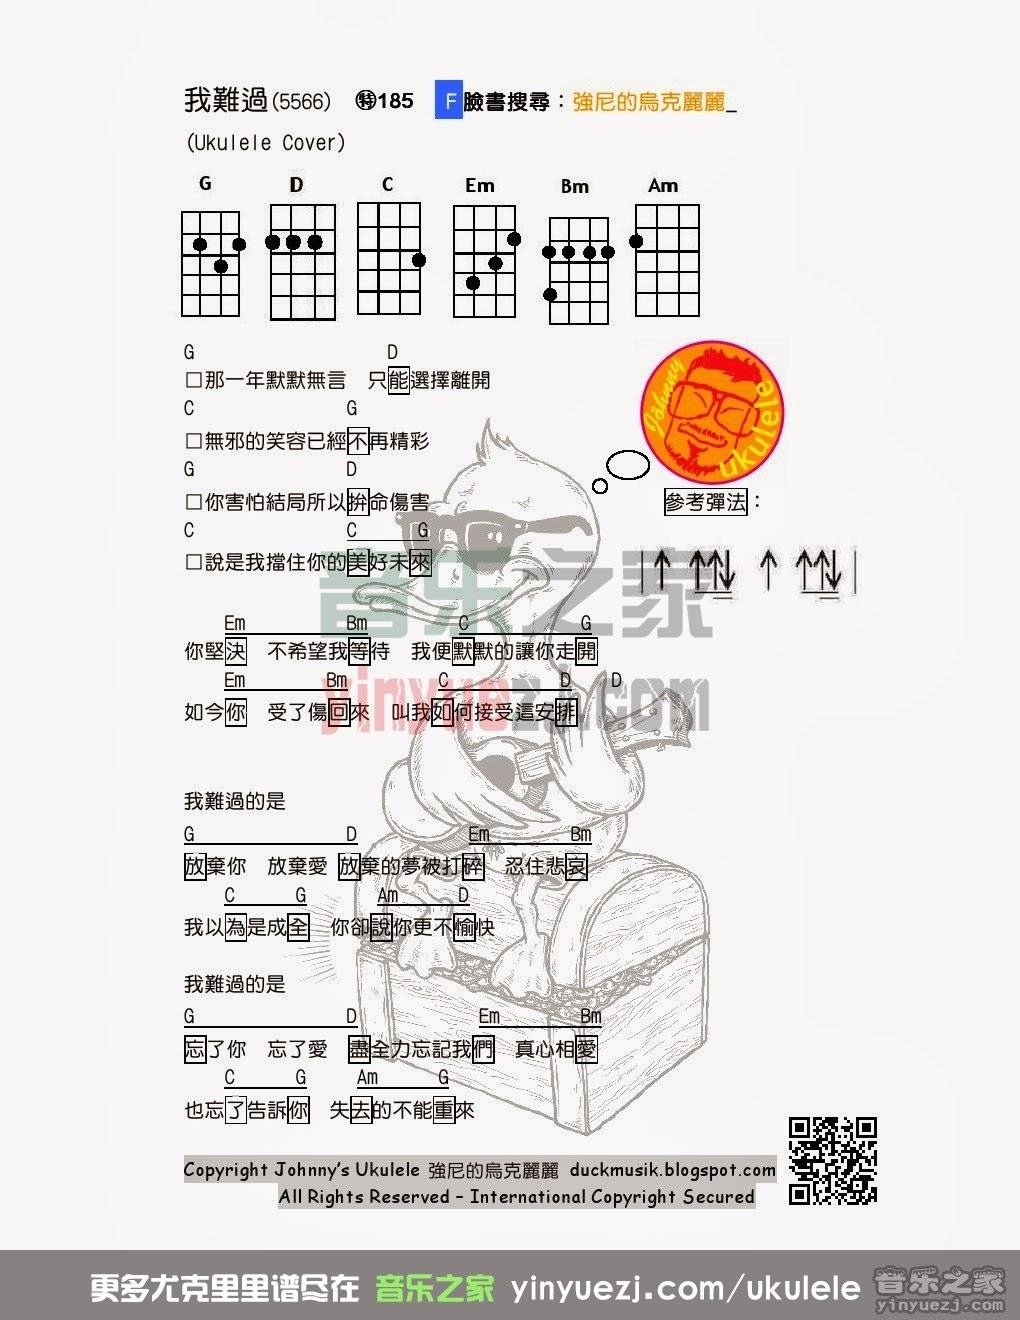 我難過(5566) ㊕185 F臉書搜尋：強尼的烏克麗麗_
(Ukulele Cover)
G D C Em Bm Am
G D
□那一年默默無言 只能選擇離開
C G
□無邪的笑容已經不再精彩
G D
□你害怕結局所以拚命傷害
C C G
□說是我擋住你的美好未來
Johnny ukulele
參考彈法：
音乐之家
Em Bm C G
你堅決 不希望我等待 我便默默的讓你走開
yinyuezj.com
Em Bm C D D
如今你 受了傷回來 叫我如何接受這安排
我難過的是
G D Em Bm
放棄你 放棄愛 放棄的夢被打碎 忍住悲哀
C G Am D
我以為是成全 你卻說你更不愉快
我難過的是
G D Em Bm
忘了你 忘了愛 盡全力忘記我們 真心相愛
C G Am G
也忘了告訴你 失去的不能重來
Copyright Johnny's Ukulele 強尼的烏克麗麗 duckmusik.blogspot.com
All Rights Reserved – International Copyright Secured
更多尤克里里谱尽在 音乐之家 yinyuezj.com/ukulele
音乐之家
yinyuezj.com